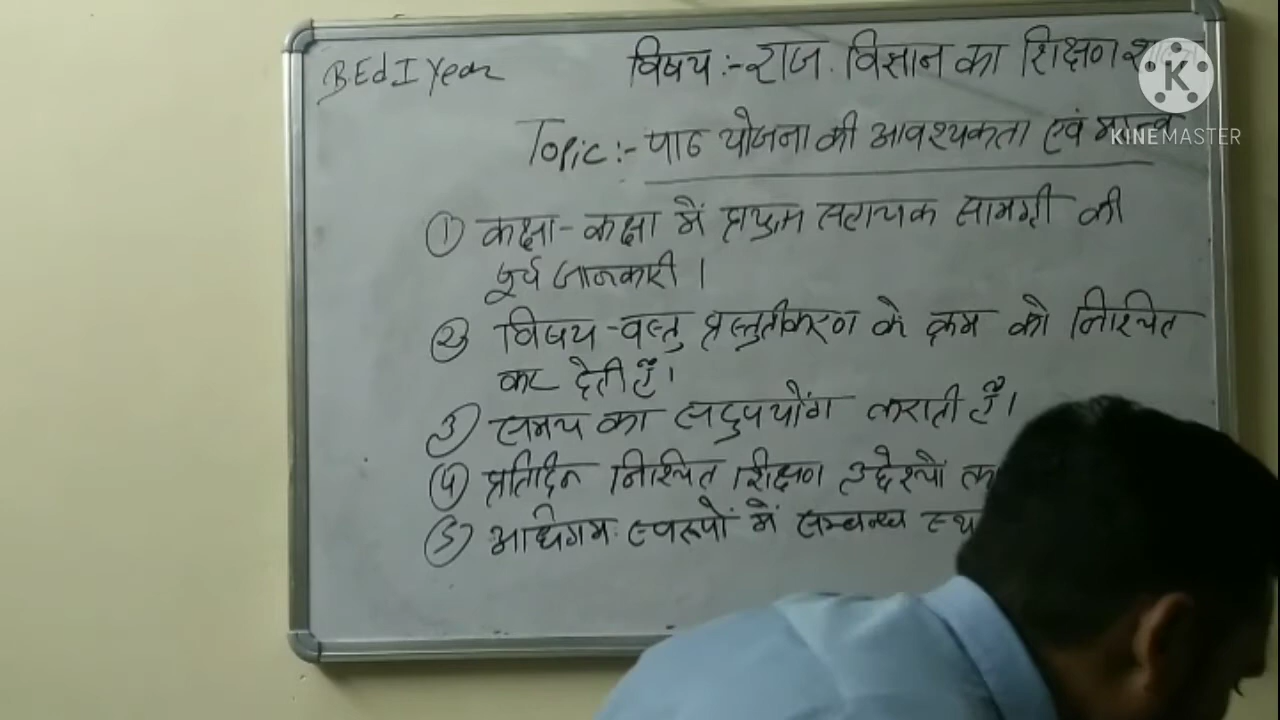 BEd I Year
विषय :- राज. विज्ञान का शिक्षण
Topic :- पाठ योजना की आवश्यकता एवं महत्व
① कक्षा-कक्षा में प्रयुक्त सहायक सामग्री की
पूर्व जानकारी।
② विषय-वस्तु प्रस्तुतीकरण के क्रम को निश्चित
कर देती हैं।
③ समय का सदुपयोग कराती हैं।
④ प्रतिदिन निश्चित शिक्षण उद्देश्यों
⑤ अधिगम स्वरूपों में सम्बन्ध
K
KINEMASTER